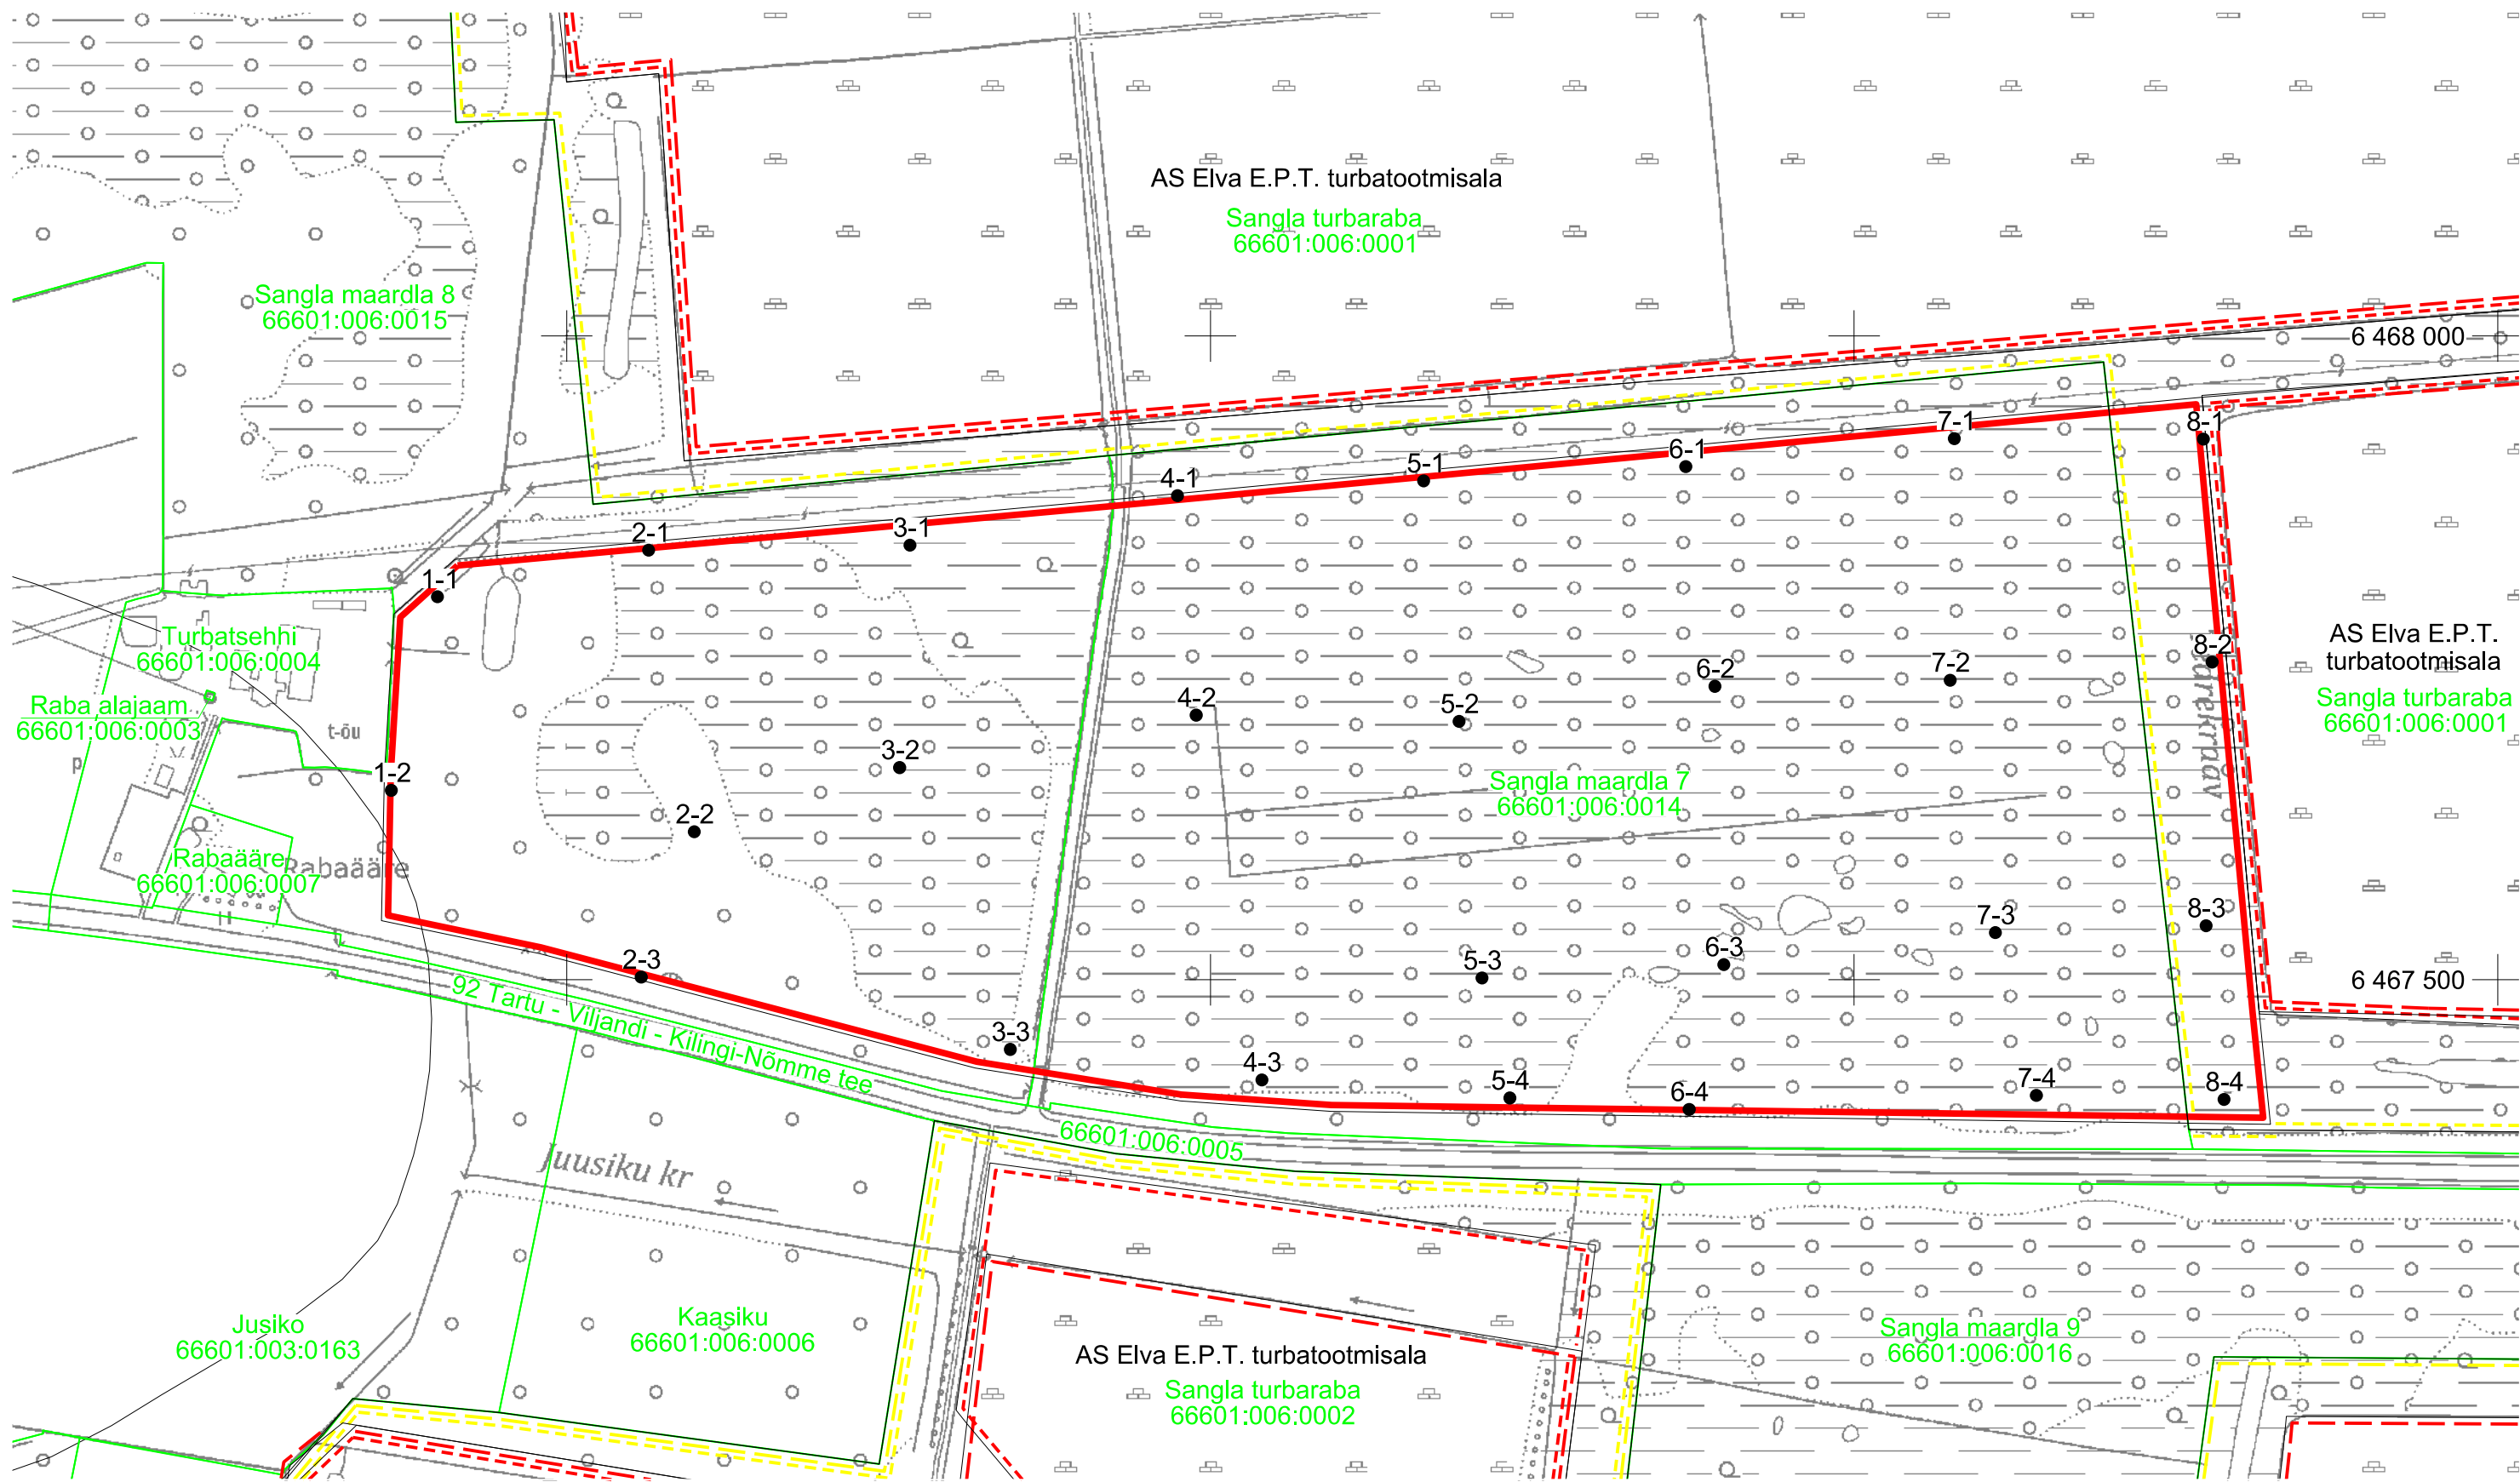 AS Elva E.P.T. turbatootmisala
Sangla turbaraba
66601:006:0001
Sangla maardla 8
66601:006:0015
6 468 000
8-1
7-1
6-1
5-1
4-1
3-1
2-1
1-1
Turbatsehhi
66601:006:0004
Raba alajaam
66601:006:0003
t-õu
p
AS Elva E.P.T.
turbatootmisala
Sangla turbaraba
66601:006:0001
8-2
7-2
6-2
5-2
4-2
3-2
2-2
1-2
Sangla maardla 7
66601:006:0014
Rabaääre
66601:006:0007
Rabaääre
8-3
7-3
6-3
5-3
2-3
6 467 500
92 Tartu - Viljandi - Kilingi-Nõmme tee
3-3
4-3
5-4
6-4
7-4
8-4
66601:006:0005
Juusiku kr
Jusiko
66601:003:0163
Kaasiku
66601:006:0006
AS Elva E.P.T. turbatootmisala
Sangla turbaraba
66601:006:0002
Sangla maardla 9
66601:006:0016